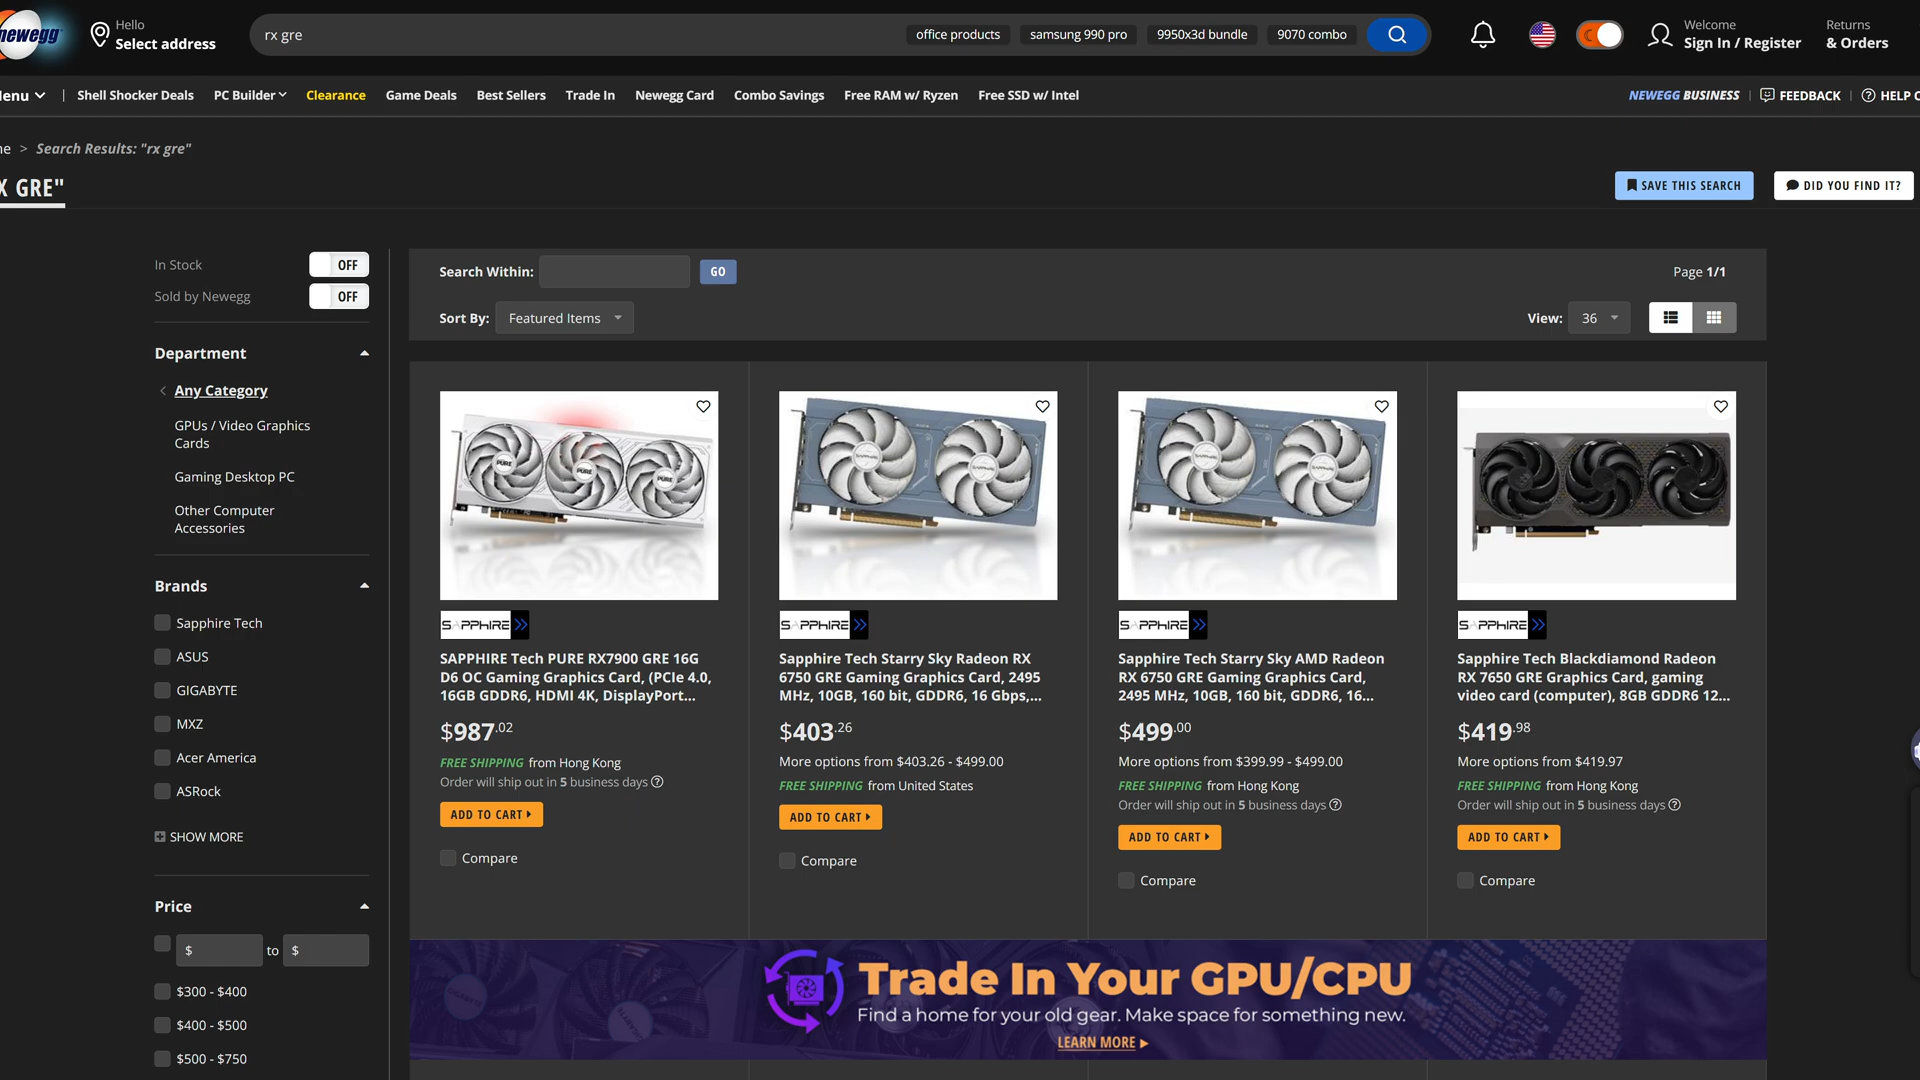 newegg
Hello
Select address
rx gre
office products
samsung 990 pro
9950x3d bundle
9070 combo
Welcome
Sign In / Register
Returns
& Orders
enu
Shell Shocker Deals
PC Builder
Clearance
Game Deals
Best Sellers
Trade In
Newegg Card
Combo Savings
Free RAM w/ Ryzen
Free SSD w/ Intel
NEWEGG BUSINESS
FEEDBACK
HELP C
ne > Search Results: "rx gre"
X GRE"
SAVE THIS SEARCH
DID YOU FIND IT?
In Stock
OFF
Sold by Newegg
OFF
Department
Any Category
GPUs / Video Graphics
Cards
Gaming Desktop PC
Other Computer
Accessories
Brands
Sapphire Tech
ASUS
GIGABYTE
MXZ
Acer America
ASRock
SHOW MORE
Price
$ to $
$300 - $400
$400 - $500
$500 - $750
Search Within:
GO
Page 1/1
Sort By: Featured Items
View: 36
PURE
PURE
PURE
SAPPHIRE
SAPPHIRE Tech PURE RX7900 GRE 16G
D6 OC Gaming Graphics Card, (PCIe 4.0,
16GB GDDR6, HDMI 4K, DisplayPort...
$987.02
FREE SHIPPING from Hong Kong
Order will ship out in 5 business days
ADD TO CART
Compare
SAPPHIRE
Sapphire Tech Starry Sky Radeon RX
6750 GRE Gaming Graphics Card, 2495
MHz, 10GB, 160 bit, GDDR6, 16 Gbps,...
$403.26
More options from $403.26 - $499.00
FREE SHIPPING from United States
ADD TO CART
Compare
SAPPHIRE
Sapphire Tech Starry Sky AMD Radeon
RX 6750 GRE Gaming Graphics Card,
2495 MHz, 10GB, 160 bit, GDDR6, 16...
$499.00
More options from $399.99 - $499.00
FREE SHIPPING from Hong Kong
Order will ship out in 5 business days
ADD TO CART
Compare
SAPPHIRE
Sapphire Tech Blackdiamond Radeon
RX 7650 GRE Graphics Card, gaming
video card (computer), 8GB GDDR6 12...
$419.98
More options from $419.97
FREE SHIPPING from Hong Kong
Order will ship out in 5 business days
ADD TO CART
Compare
Trade In Your GPU/CPU
Find a home for your old gear. Make space for something new.
LEARN MORE